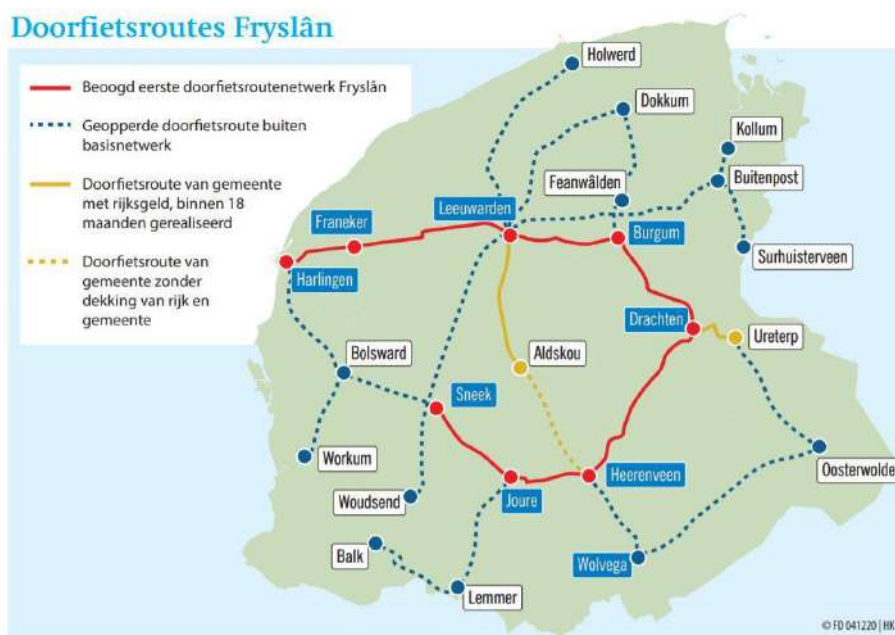 Doorfietsroutes Fryslân
Beoogd eerste doorfietsroutenetwerk Fryslân
Geopperde doorfietsroute buiten
basisnetwerk
Doorfietsroute van gemeente
met rijksgeld, binnen 18
maanden gerealiseerd
Doorfietsroute van
gemeente zonder
dekking van rijk en
gemeente
Holwerd
Dokkum
Kollum
Buitenpost
Feanwâlden
Leeuwarden
Franeker
Burgum
Surhuisterveen
Harlingen
Drachten
Ureterp
Bolsward
Aldskou
Sneek
Workum
Oosterwolde
Heerenveen
Woudsend
Joure
Balk
Wolvega
Lemmer
© FD 041220 | HK